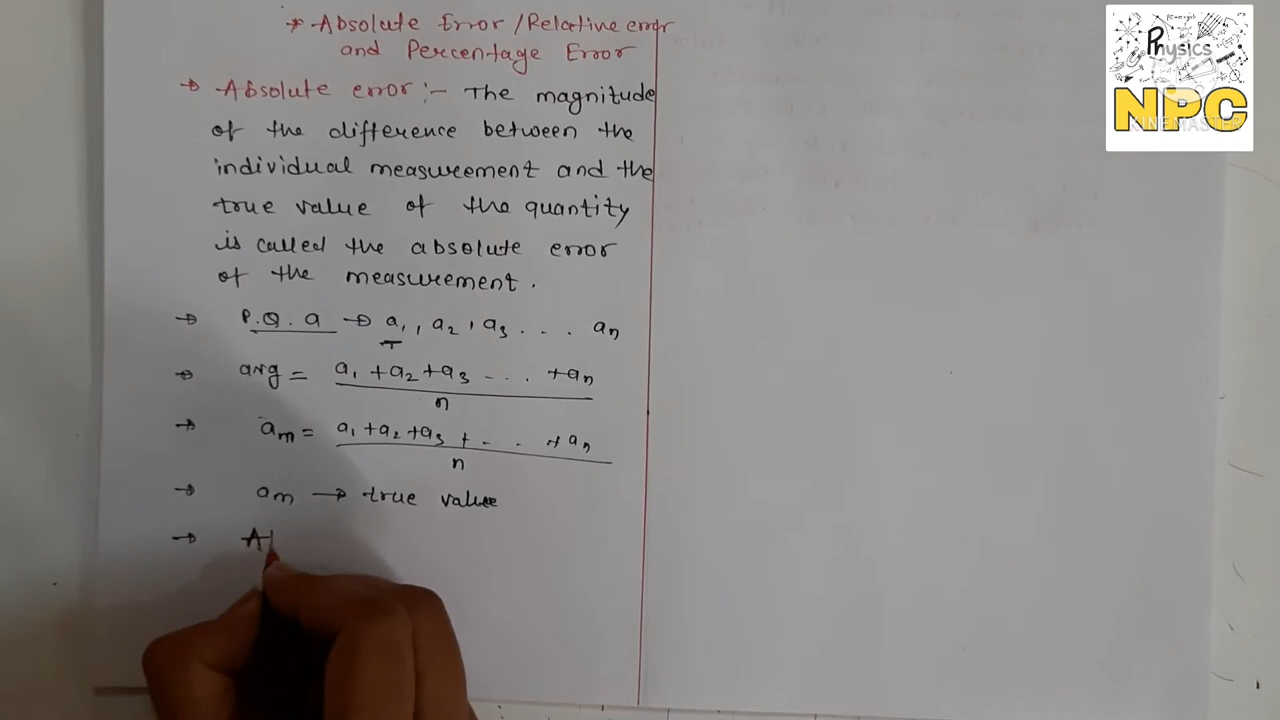 * Absolute Error / Relative error
and Percentage Error
→ Absolute error :- The magnitude
of the difference between the
individual measurement and the
true value of the quantity
is called the absolute error
of the measurement.
→ P.Q. a → a₁, a₂, a₃ . . . aₙ
→ avg = a₁ + a₂ + a₃ - . . . + aₙ
n
→ aₘ = a₁ + a₂ + a₃ + - . . + aₙ
n
→ aₘ → true value
→ A
Physics
NPC
KINEMASTER